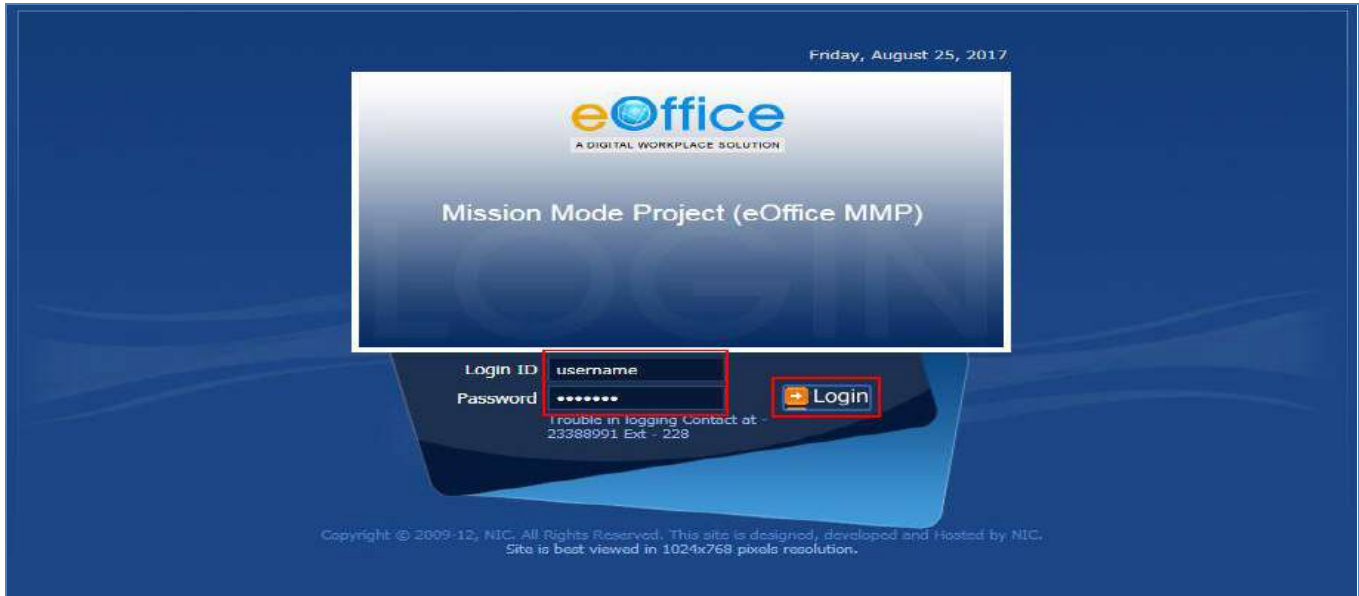 Friday, August 25, 2017
eOffice
A DIGITAL WORKPLACE SOLUTION
Mission Mode Project (eOffice MMP)
LOGIN
Login ID username
Password •••••••
Login
Trouble in logging Contact at -
23388991 Ext - 228
Copyright © 2009-12, NIC. All Rights Reserved. This site is designed, developed and Hosted by NIC.
Site is best viewed in 1024x768 pixels resolution.